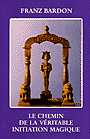 FRANZ BARDON
LE CHEMIN
DE LA VÉRITABLE
INITIATION MAGIQUE